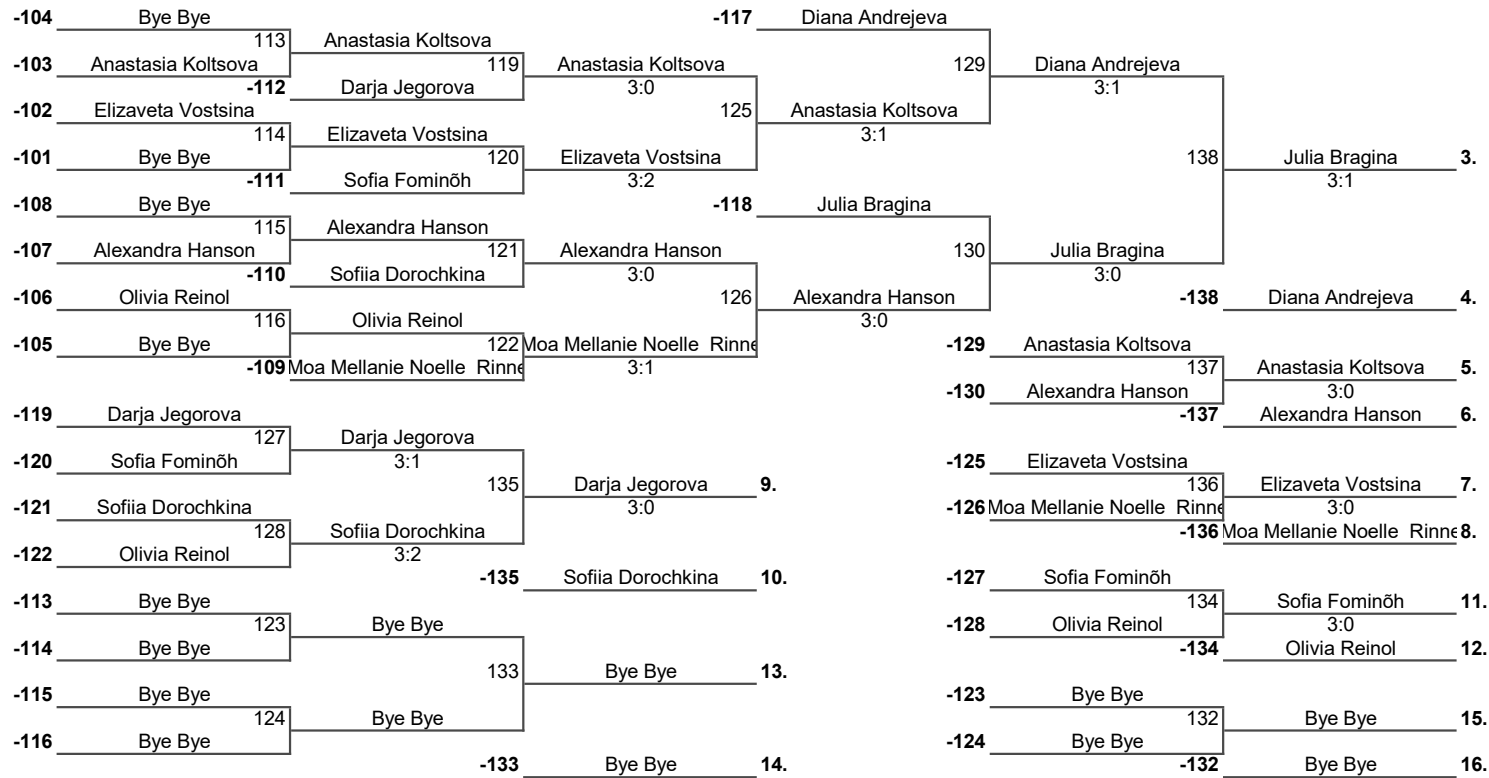 -104 Bye Bye -117 Diana Andrejeva
113 Anastasia Koltsova
-103 Anastasia Koltsova 119 Anastasia Koltsova 129 Diana Andrejeva
-112 Darja Jegorova 3:0 3:1
-102 Elizaveta Vostsina 125 Anastasia Koltsova
114 Elizaveta Vostsina 3:1
-101 Bye Bye 120 Elizaveta Vostsina 138 Julia Bragina 3.
-111 Sofia Fominõh 3:2 3:1
-108 Bye Bye -118 Julia Bragina
115 Alexandra Hanson
-107 Alexandra Hanson 121 Alexandra Hanson 130 Julia Bragina
-110 Sofiia Dorochkina 3:0 3:0
-106 Olivia Reinol 126 Alexandra Hanson -138 Diana Andrejeva 4.
116 Olivia Reinol 3:0
-105 Bye Bye 122 Moa Mellanie Noelle Rinne -129 Anastasia Koltsova
-109 Moa Mellanie Noelle Rinne 3:1 137 Anastasia Koltsova 5.
-130 Alexandra Hanson 3:0
-119 Darja Jegorova -137 Alexandra Hanson 6.
127 Darja Jegorova
-120 Sofia Fominõh 3:1 -125 Elizaveta Vostsina
135 Darja Jegorova 9. 136 Elizaveta Vostsina 7.
-121 Sofiia Dorochkina 3:0 -126 Moa Mellanie Noelle Rinne 3:0
128 Sofiia Dorochkina -136 Moa Mellanie Noelle Rinne 8.
-122 Olivia Reinol 3:2
-135 Sofiia Dorochkina 10. -127 Sofia Fominõh
-113 Bye Bye 134 Sofia Fominõh 11.
123 Bye Bye -128 Olivia Reinol 3:0
-114 Bye Bye -134 Olivia Reinol 12.
133 Bye Bye 13.
-115 Bye Bye -123 Bye Bye
124 Bye Bye 132 Bye Bye 15.
-116 Bye Bye -124 Bye Bye
-133 Bye Bye 14. -132 Bye Bye 16.